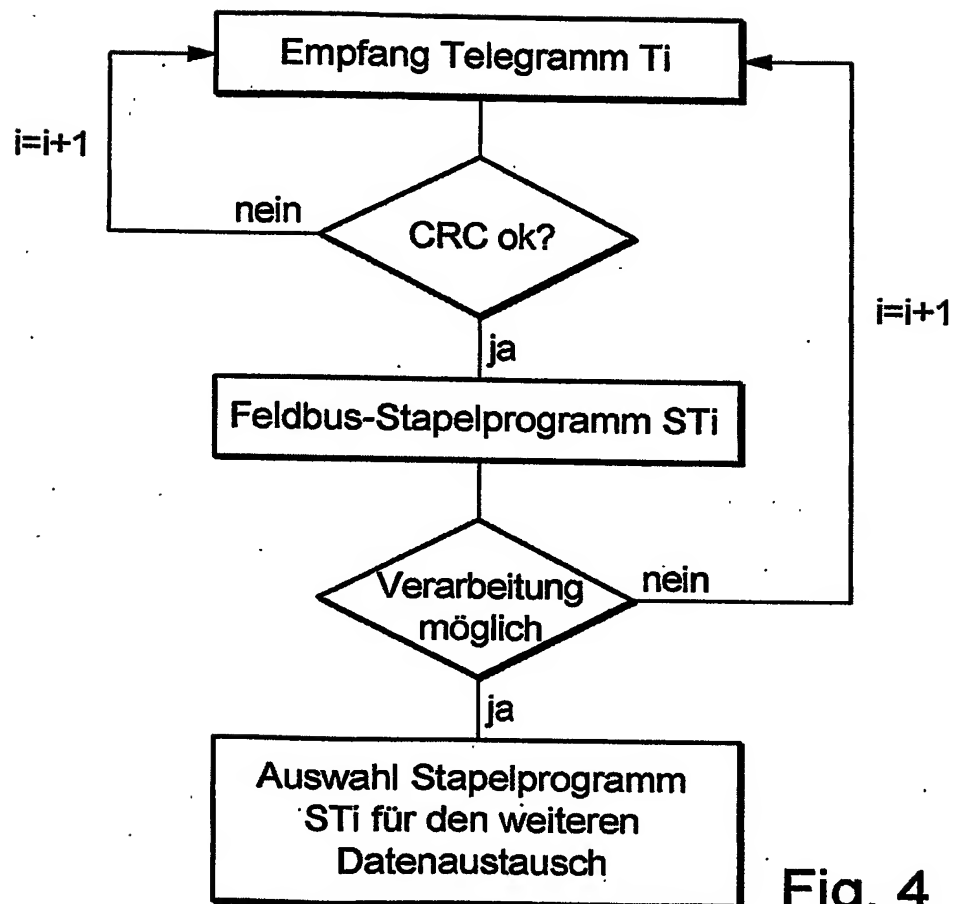 Empfang Telegramm Ti
i=i+1
nein
CRC ok?
i=i+1
ja
Feldbus-Stapelprogramm STi
Verarbeitung
möglich
nein
ja
Auswahl Stapelprogramm
STi für den weiteren
Datenaustausch
Fig. 4